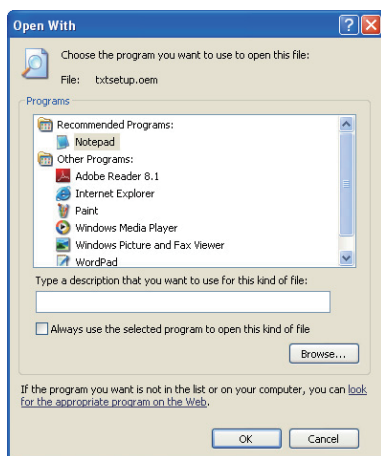 Open With
Choose the program you want to use to open this file:
File: txtsetup.oem
Programs
Recommended Programs:
Notepad
Other Programs:
Adobe Reader 8.1
Internet Explorer
Paint
Windows Media Player
Windows Picture and Fax Viewer
WordPad
Type a description that you want to use for this kind of file:
Always use the selected program to open this kind of file
Browse...
If the program you want is not in the list or on your computer, you can look
for the appropriate program on the Web.
OK Cancel